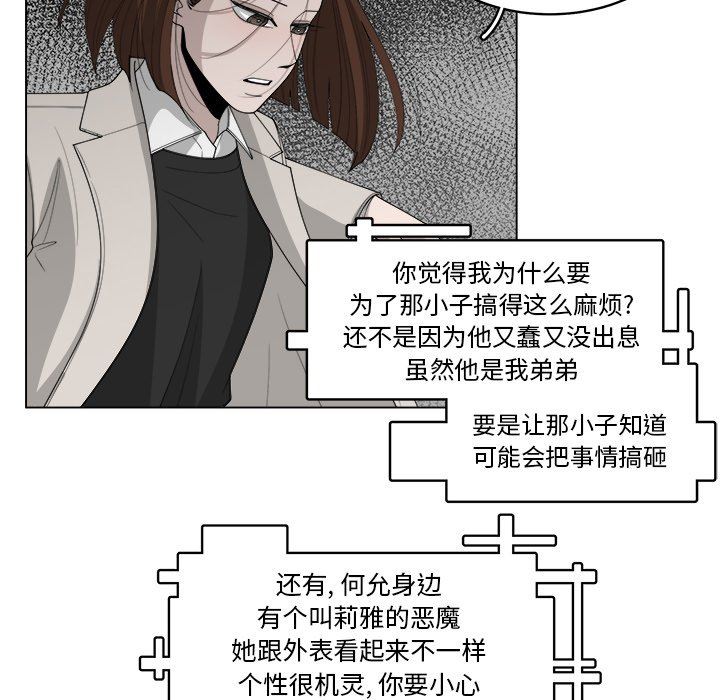 你觉得我为什么要
为了那小子搞得这么麻烦?
还不是因为他又蠢又没出息
虽然他是我弟弟
要是让那小子知道
可能会把事情搞砸
还有, 何允身边
有个叫莉雅的恶魔
她跟外表看起来不一样
个性很机灵, 你要小心